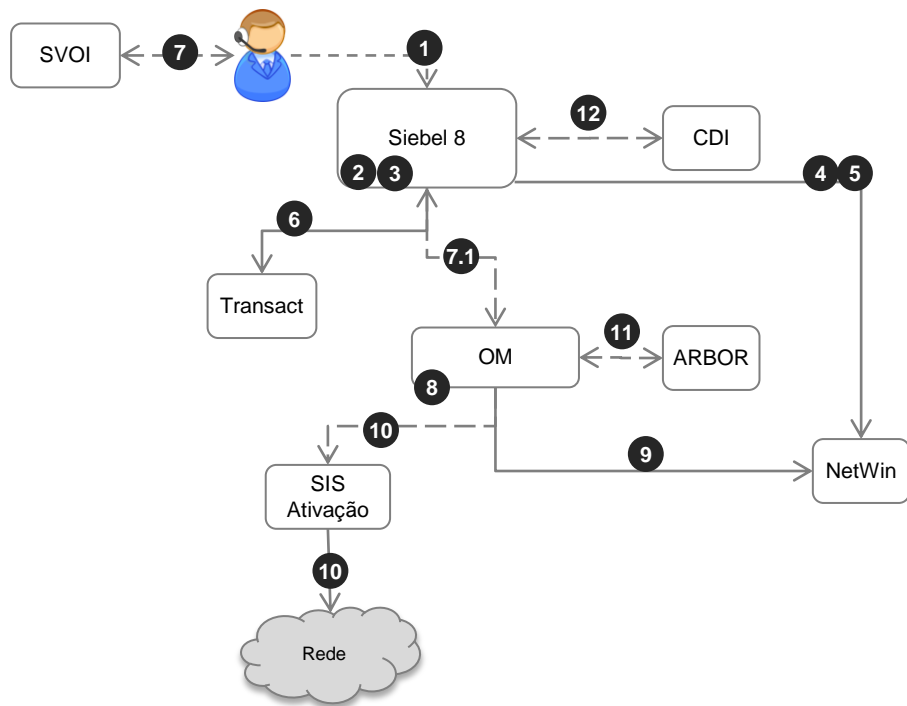 SVOI
7
1
Siebel 8
12
CDI
2
3
4
5
6
7.1
Transact
OM
11
ARBOR
8
10
9
SIS
Ativação
NetWin
10
Rede